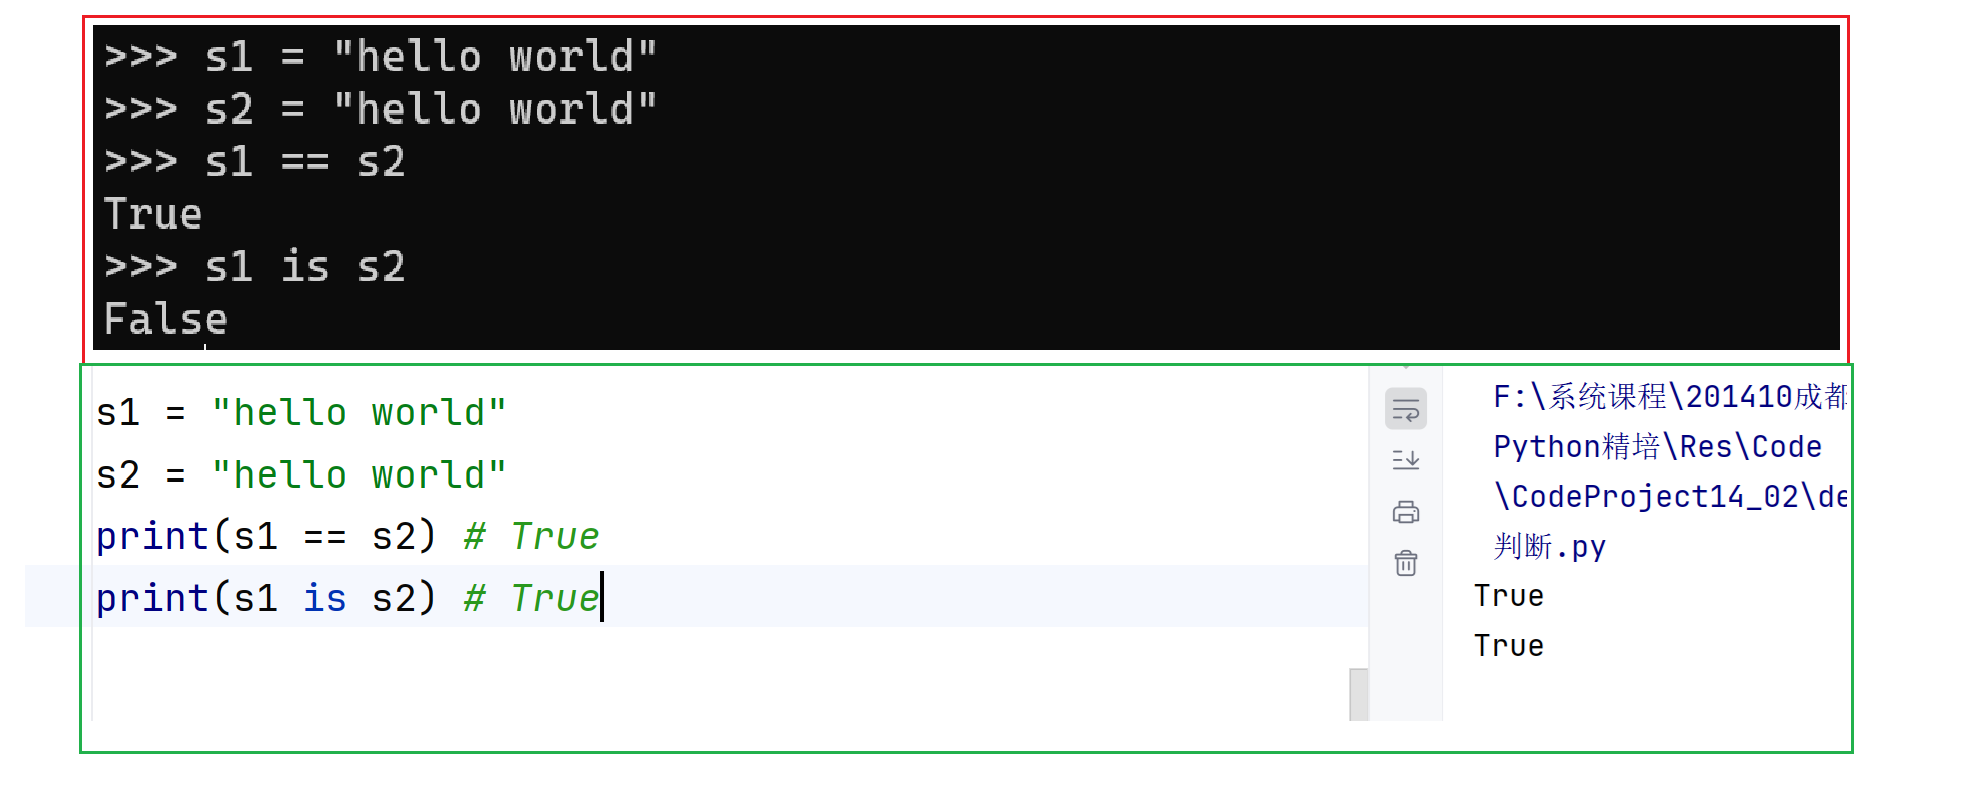 >>> s1 = "hello world"
>>> s2 = "hello world"
>>> s1 == s2
True
>>> s1 is s2
False
s1 = "hello world"
s2 = "hello world"
print(s1 == s2) # True
print(s1 is s2) # True
F:\系统课程\201410成都
Python精培\Res\Code
\CodeProject14_02\de
判断.py
True
True